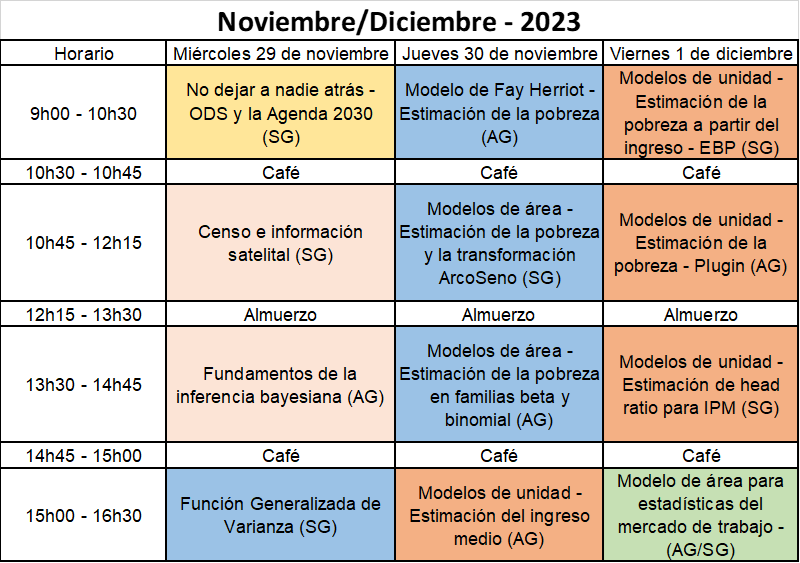 Noviembre/Diciembre - 2023
Horario
Miércoles 29 de noviembre
Jueves 30 de noviembre
Viernes 1 de diciembre
9h00 - 10h30
No dejar a nadie atrás -
ODS y la Agenda 2030
(SG)
Modelo de Fay Herriot -
Estimación de la pobreza
(AG)
Modelos de unidad -
Estimación de la
pobreza a partir del
ingreso - EBP (SG)
10h30 - 10h45
Café
Café
Café
10h45 - 12h15
Censo e información
satelital (SG)
Modelos de área -
Estimación de la pobreza
y la transformación
ArcoSeno (SG)
Modelos de unidad -
Estimación de la
pobreza - Plugin (AG)
12h15 - 13h30
Almuerzo
Almuerzo
Almuerzo
13h30 - 14h45
Fundamentos de la
inferencia bayesiana (AG)
Modelos de área -
Estimación de la pobreza
en familias beta y
binomial (AG)
Modelos de unidad -
Estimación de head
ratio para IPM (SG)
14h45 - 15h00
Café
Café
Café
15h00 - 16h30
Función Generalizada de
Varianza (SG)
Modelos de unidad -
Estimación del ingreso
medio (AG)
Modelo de área para
estadísticas del
mercado de trabajo -
(AG/SG)